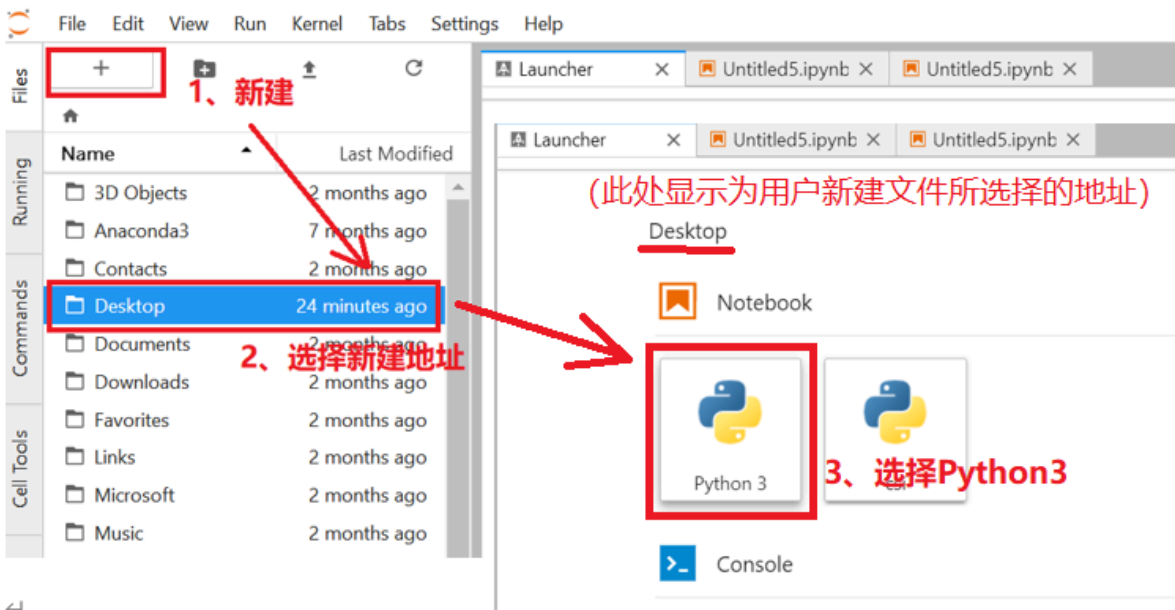 File Edit View Run Kernel Tabs Settings Help
Files
Running
Commands
Cell Tools
1、新建
Name Last Modified
3D Objects 2 months ago
Anaconda3 7 months ago
Contacts 2 months ago
Desktop 24 minutes ago
Documents 2 months ago
2、选择新建地址
Downloads 2 months ago
Favorites 2 months ago
Links 2 months ago
Microsoft 2 months ago
Music 2 months ago
Launcher Untitled5.ipynb Untitled5.ipynb
Launcher Untitled5.ipynb Untitled5.ipynb
(此处显示为用户新建文件所选择的地址)
Desktop
Notebook
Python 3
3、选择Python3
Console